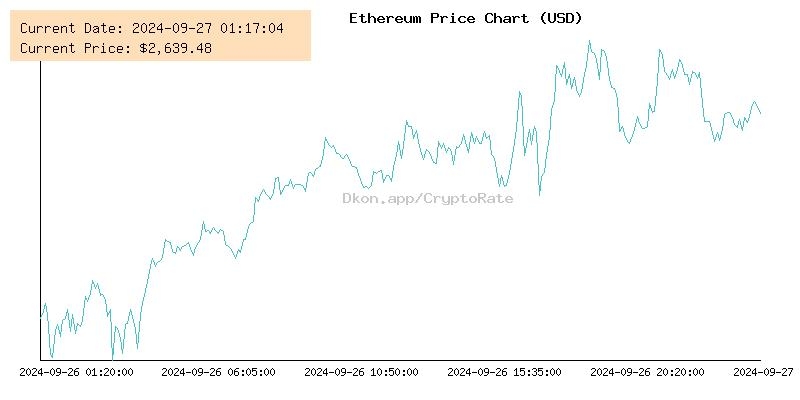 Ethereum Price Chart (USD)
Current Date: 2024-09-27 01:17:04
Current Price: $2,639.48
Dkon.app/CryptoRate
2024-09-26 01:20:00 2024-09-26 06:05:00 2024-09-26 10:50:00 2024-09-26 15:35:00 2024-09-26 20:20:00 2024-09-27